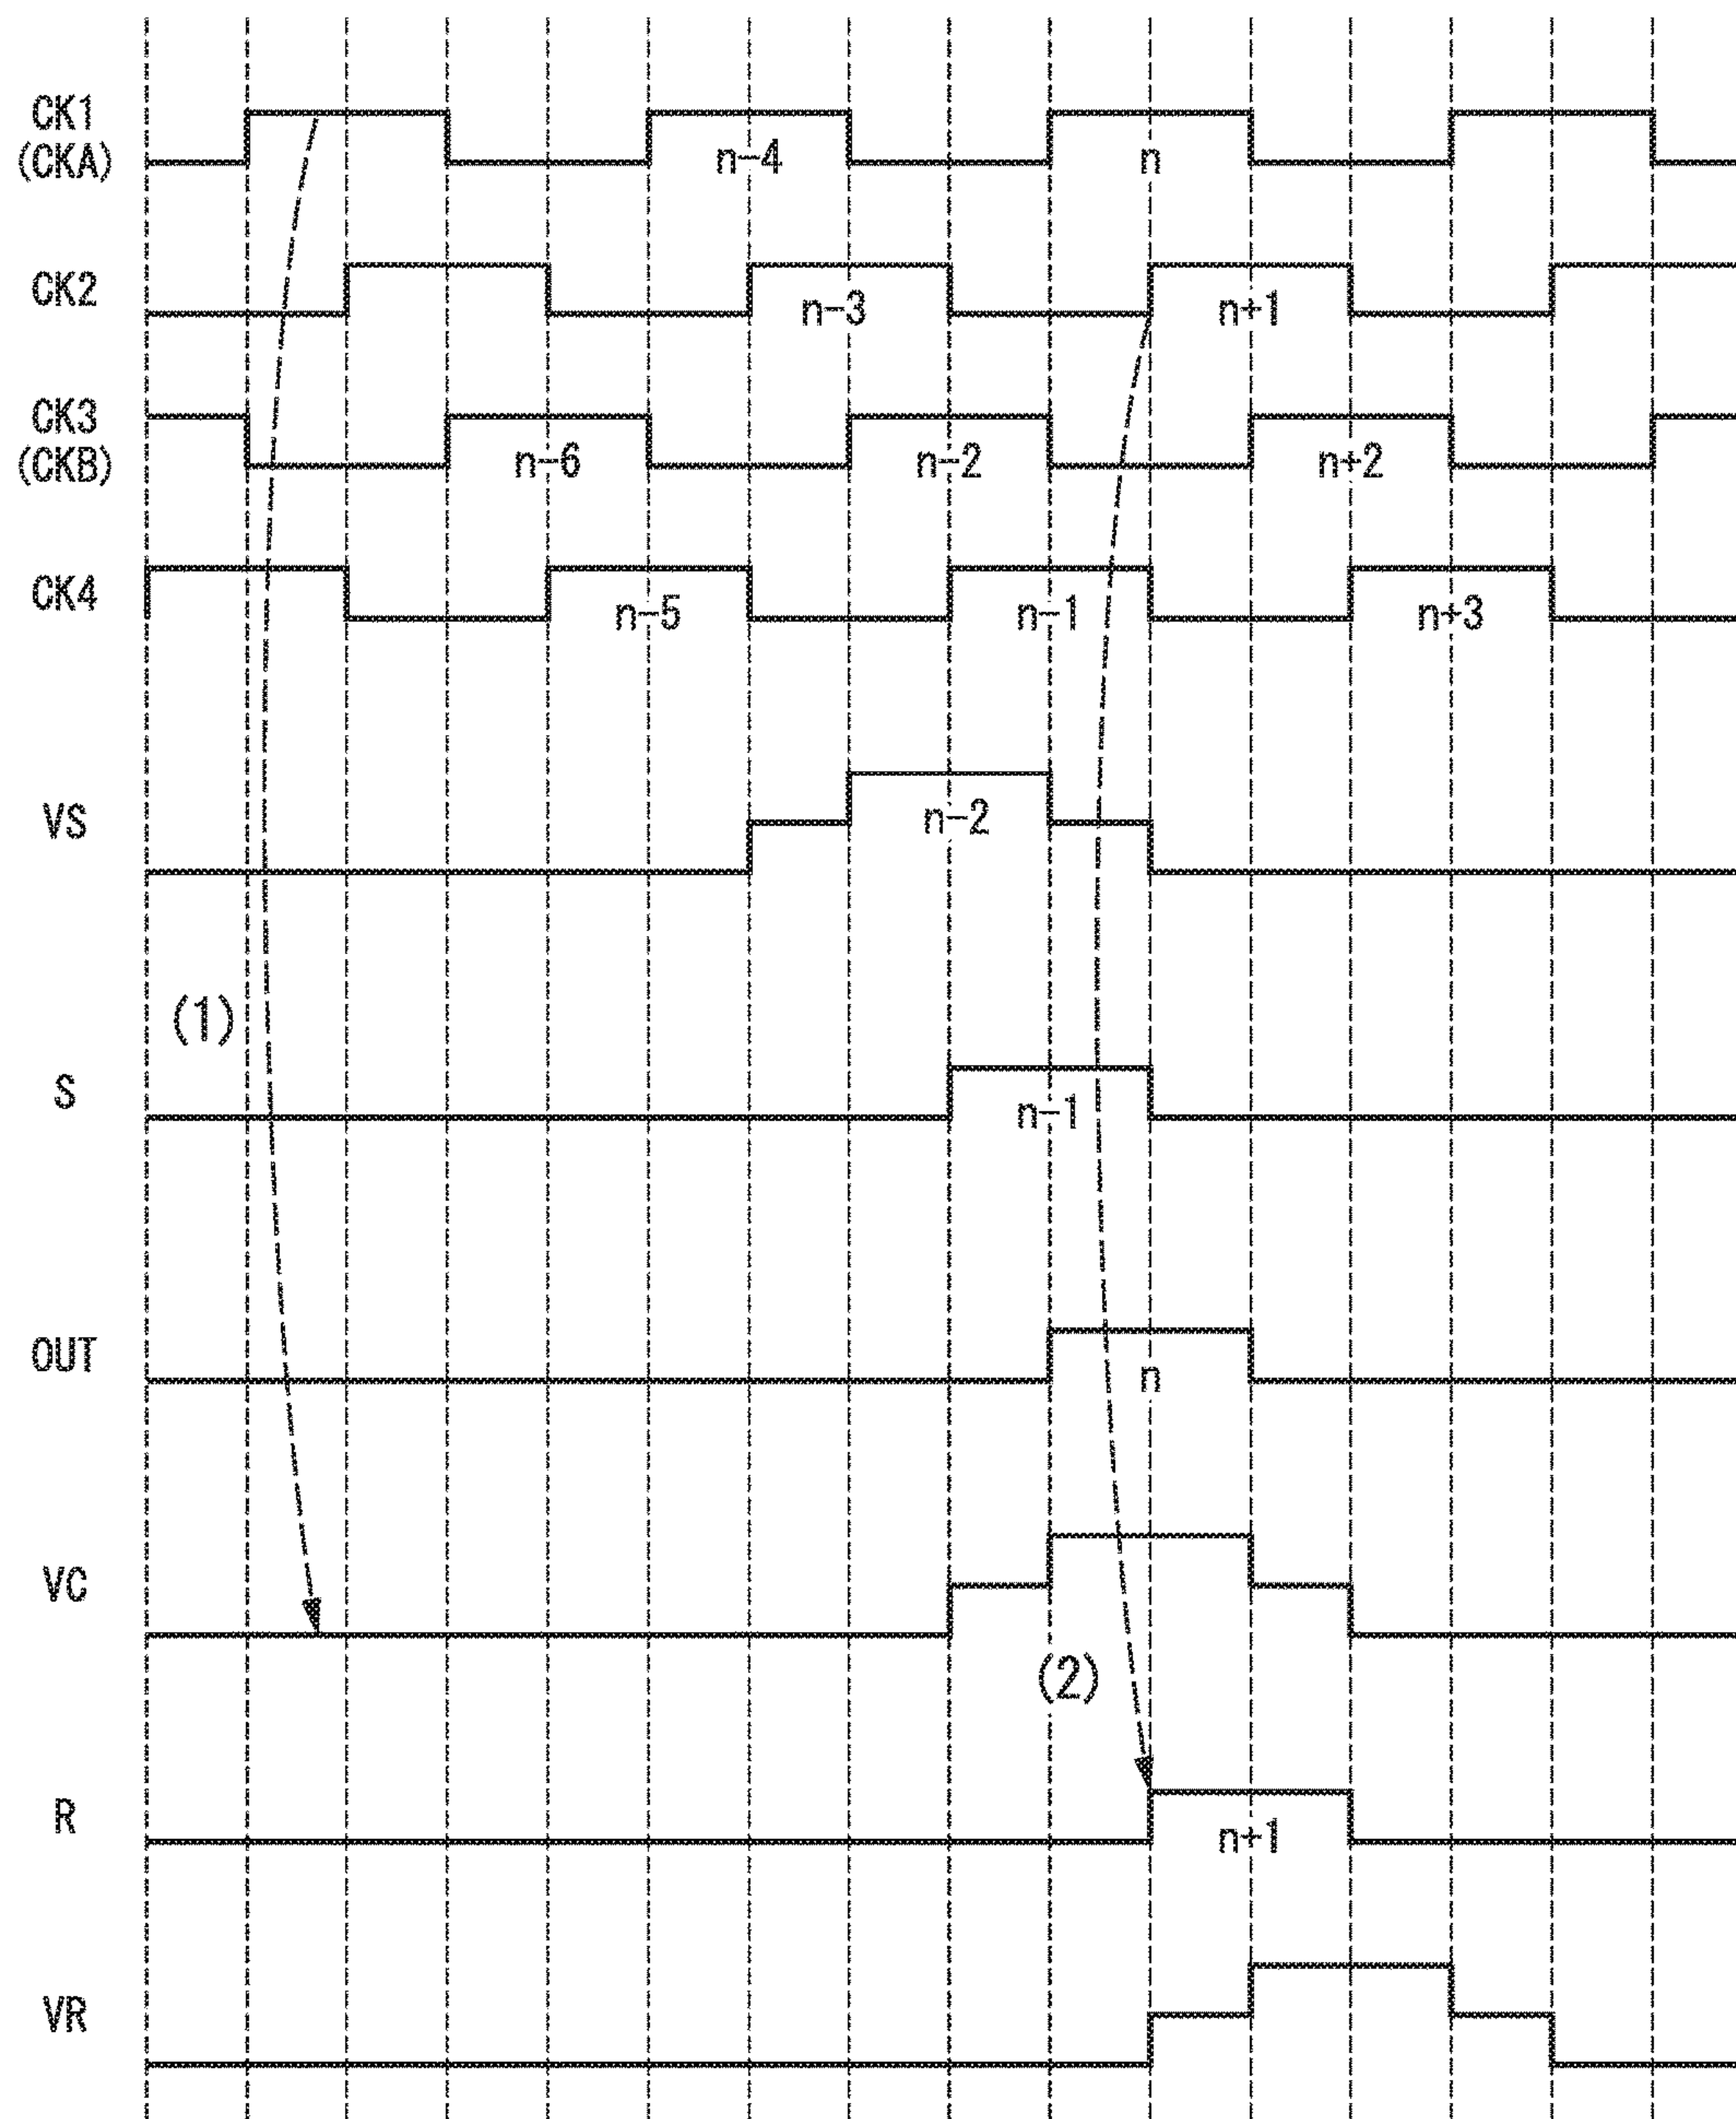 CK1
(CKA)
n-4
n
CK2
n-3
n+1
CK3
(CKB)
n-6
n-2
n+2
CK4
n-5
n-1
n+3
VS
n-2
(1)
S
n-1
OUT
n
VC
(2)
R
n+1
VR